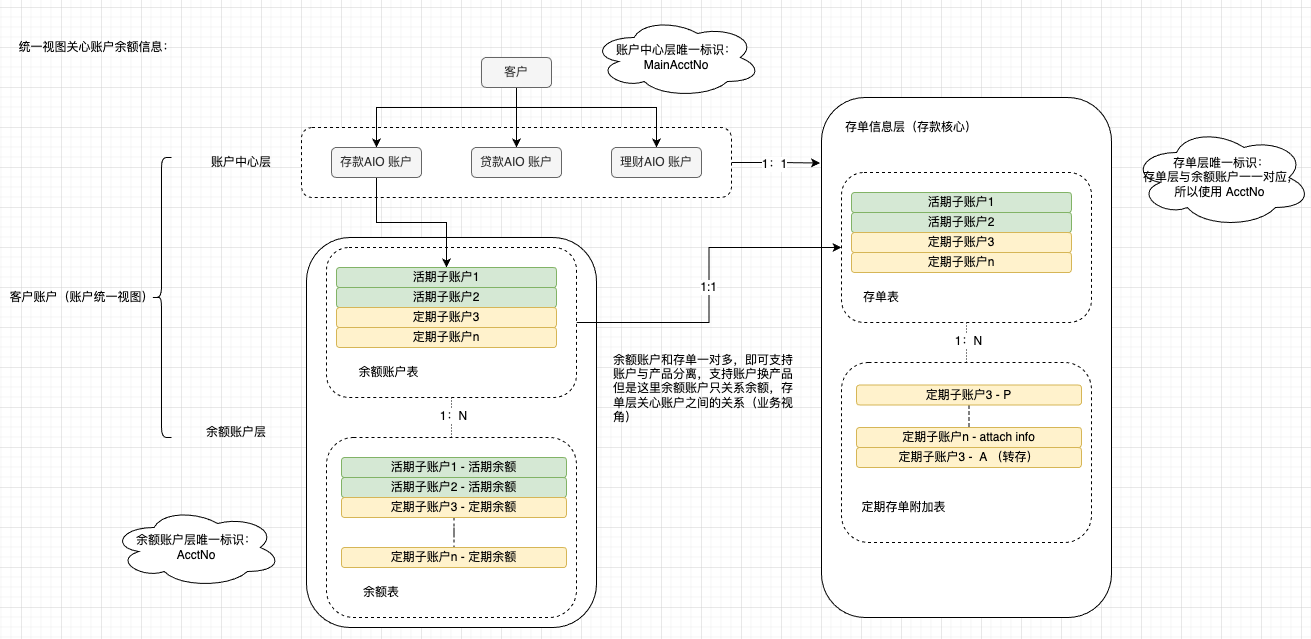 统一视图关心账户余额信息：
账户中心层唯一标识：
MainAcctNo
客户
账户中心层
存款AIO 账户
贷款AIO 账户
理财AIO 账户
1：1
存单信息层（存款核心）
存单层唯一标识：
存单层与余额账户一一对应，
所以使用 AcctNo
活期子账户1
活期子账户2
定期子账户3
定期子账户n
存单表
1：N
定期子账户3 - P
定期子账户n - attach info
定期子账户3 - A （转存）
定期存单附加表
客户账户（账户统一视图）
活期子账户1
活期子账户2
定期子账户3
定期子账户n
余额账户表
1:1
余额账户和存单一对多，即可支持
账户与产品分离，支持账户换产品
但是这里余额账户只关系余额，存
单层关心账户之间的关系（业务视
角）
余额账户层
1：N
活期子账户1 - 活期余额
活期子账户2 - 活期余额
定期子账户3 - 定期余额
定期子账户n - 定期余额
余额表
余额账户层唯一标识：
AcctNo